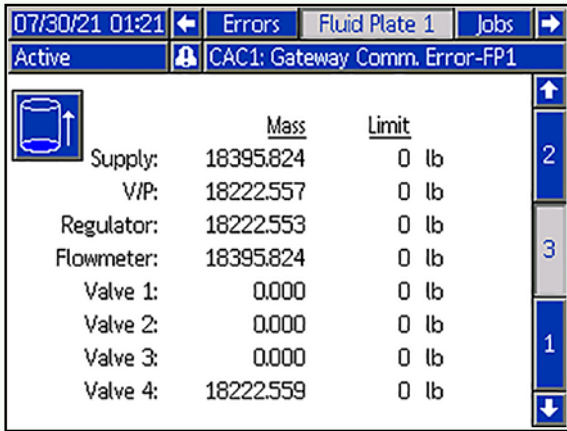 07/30/21 01:21 Errors Fluid Plate 1 Jobs
Active CAC1: Gateway Comm. Error-FP1
Mass Limit
Supply: 18395.824 0 lb
V/P: 18222.557 0 lb
Regulator: 18222.553 0 lb
Flowmeter: 18395.824 0 lb
Valve 1: 0.000 0 lb
Valve 2: 0.000 0 lb
Valve 3: 0.000 0 lb
Valve 4: 18222.559 0 lb
2
3
1